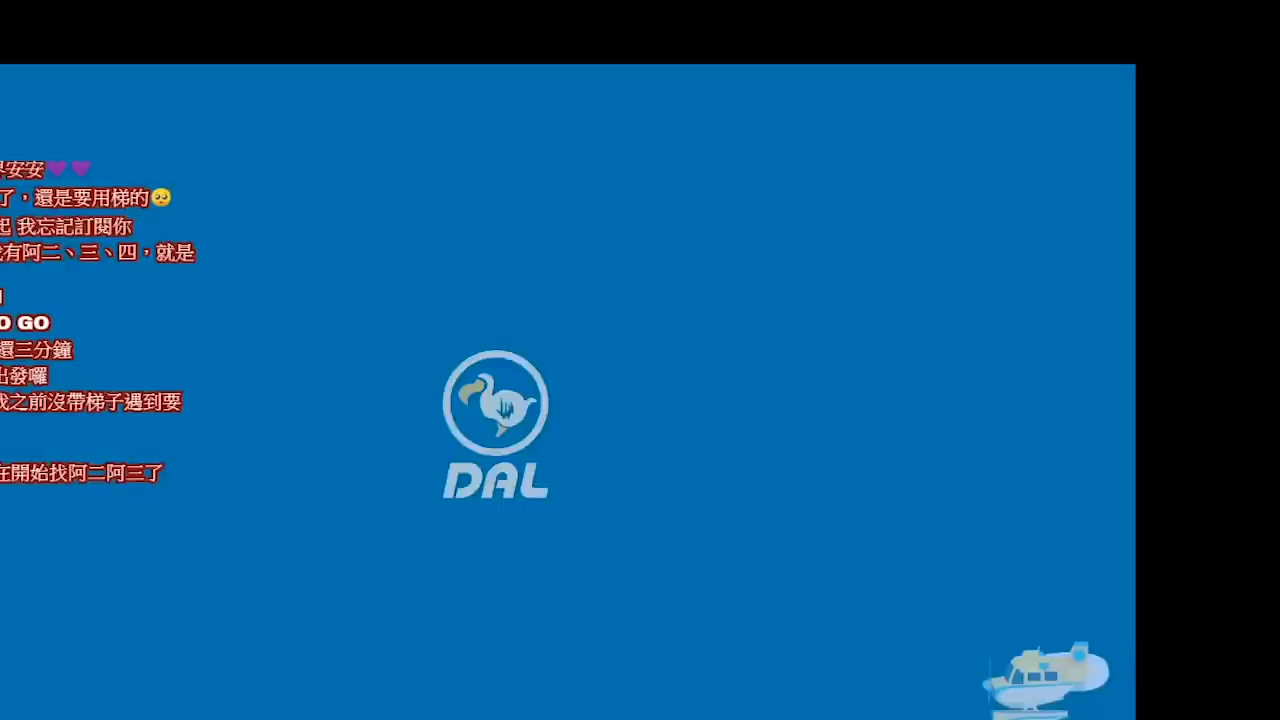 安安💜💜
了，還是要用梯的🥺
起 我忘記訂閱你
有阿二、三、四，就是
GO
還三分鐘
出發囉
我之前沒帶梯子遇到要
在開始找阿二阿三了
DAL